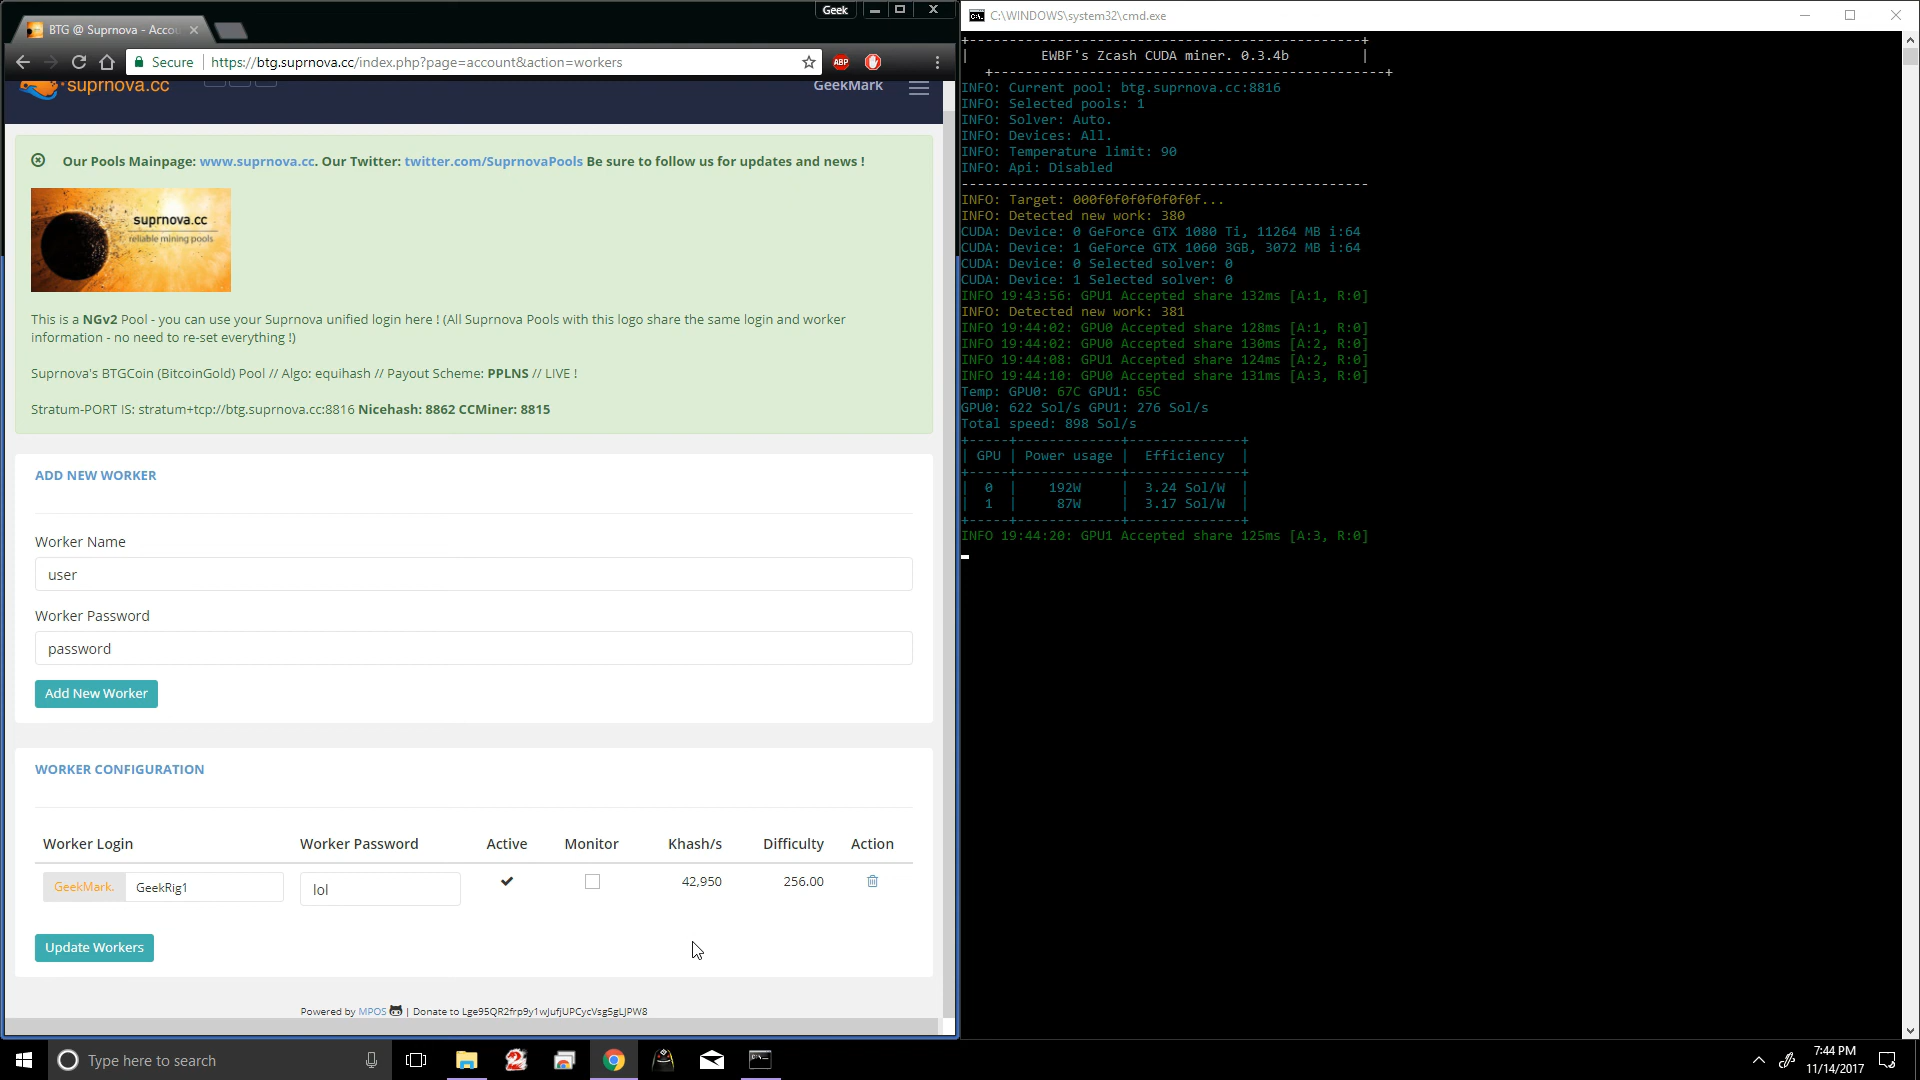 Geek
BTG @ Suprnova - Accou
Secure
https://btg.suprnova.cc/index.php?page=account&action=workers
ABP
suprnova.cc
GeekMark
Our Pools Mainpage: www.suprnova.cc. Our Twitter: twitter.com/SuprnovaPools Be sure to follow us for updates and news !
suprnova.cc
reliable mining pools
This is a NGv2 Pool - you can use your Suprnova unified login here ! (All Suprnova Pools with this logo share the same login and worker
information - no need to re-set everything !)
Suprnova's BTGCoin (BitcoinGold) Pool // Algo: equihash // Payout Scheme: PPLNS // LIVE !
Stratum-PORT IS: stratum+tcp://btg.suprnova.cc:8816 Nicehash: 8862 CCMiner: 8815
ADD NEW WORKER
Worker Name
user
Worker Password
password
Add New Worker
WORKER CONFIGURATION
Worker Login Worker Password Active Monitor Khash/s Difficulty Action
GeekMark. GeekRig1 lol 42,950 256.00
Update Workers
Powered by MPOS | Donate to Lge95QR2frp9y1wJufjUPCycVsg5gLJPW8
C:\WINDOWS\system32\cmd.exe
+-------------------------------------------------+
| EWBF's Zcash CUDA miner. 0.3.4b |
+-------------------------------------------------+
INFO: Current pool: btg.suprnova.cc:8816
INFO: Selected pools: 1
INFO: Solver: Auto.
INFO: Devices: All.
INFO: Temperature limit: 90
INFO: Api: Disabled
---------------------------------------------------
INFO: Target: 000f0f0f0f0f0f0f...
INFO: Detected new work: 380
CUDA: Device: 0 GeForce GTX 1080 Ti, 11264 MB i:64
CUDA: Device: 1 GeForce GTX 1060 3GB, 3072 MB i:64
CUDA: Device: 0 Selected solver: 0
CUDA: Device: 1 Selected solver: 0
INFO 19:43:56: GPU1 Accepted share 132ms [A:1, R:0]
INFO: Detected new work: 381
INFO 19:44:02: GPU0 Accepted share 128ms [A:1, R:0]
INFO 19:44:02: GPU0 Accepted share 130ms [A:2, R:0]
INFO 19:44:08: GPU1 Accepted share 124ms [A:2, R:0]
INFO 19:44:10: GPU0 Accepted share 131ms [A:3, R:0]
Temp: GPU0: 67C GPU1: 65C
GPU0: 622 Sol/s GPU1: 276 Sol/s
Total speed: 898 Sol/s
+-----+-------------+--------------+
| GPU | Power usage | Efficiency |
+-----+-------------+--------------+
| 0 | 192W | 3.24 Sol/W |
| 1 | 87W | 3.17 Sol/W |
+-----+-------------+--------------+
INFO 19:44:20: GPU1 Accepted share 125ms [A:3, R:0]
Type here to search
7:44 PM
11/14/2017